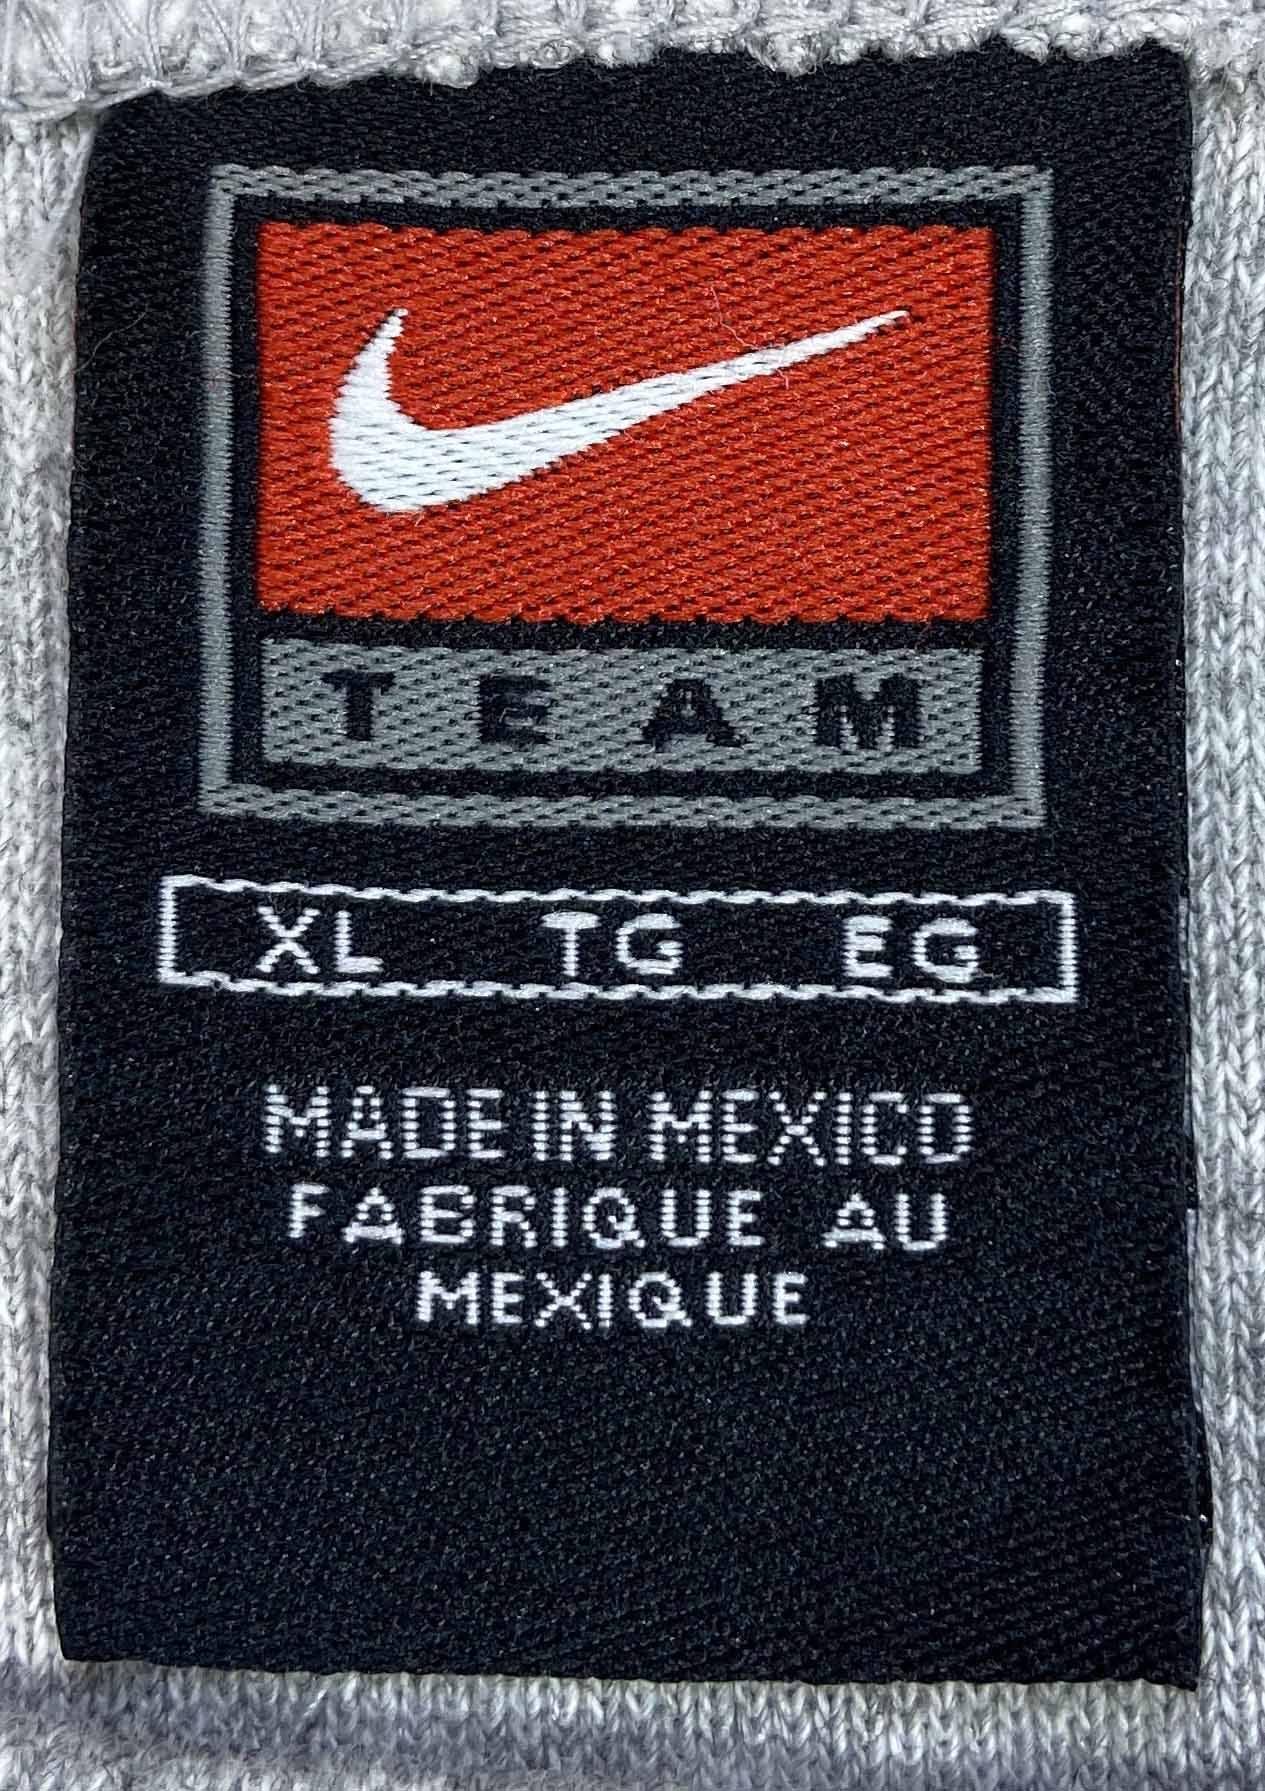 TEAM
XL TG EG
MADE IN MEXICO
FABRIQUE AU
MEXIQUE